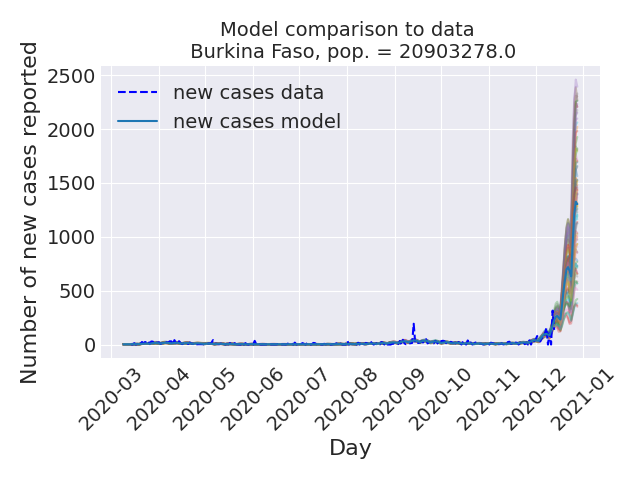 Model comparison to data
Burkina Faso, pop. = 20903278.0
Number of new cases reported
2500
2000
1500
1000
500
0
new cases data
new cases model
2020-03
2020-04
2020-05
2020-06
2020-07
2020-08
2020-09
2020-10
2020-11
2020-12
2021-01
Day